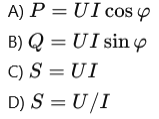 A) P = UI cos φ
B) Q = UI sin φ
C) S = UI
D) S = U/I